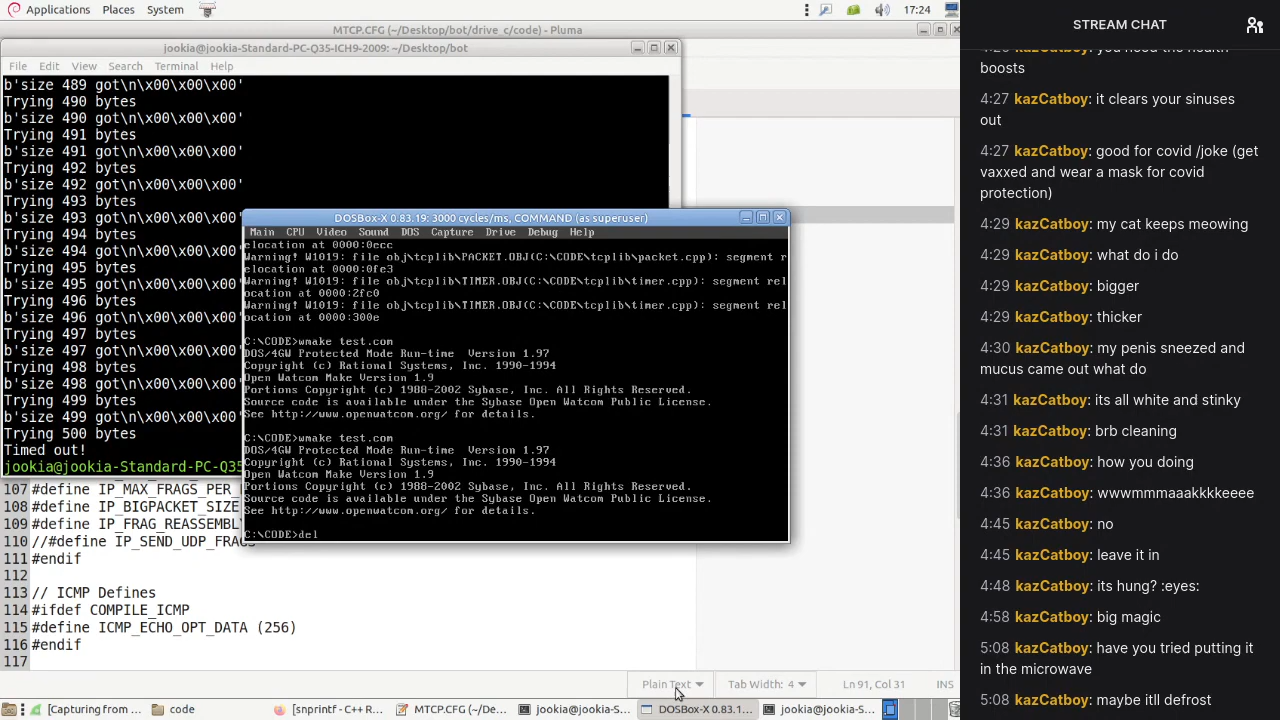 Applications Places System 17:24
MTCP.CFG (~/Desktop/bot/drive_c/code) - Pluma
jookia@jookia-Standard-PC-Q35-ICH9-2009: ~/Desktop/bot
File Edit View Search Terminal Help
b'size 489 got\n\x00\x00\x00'
Trying 490 bytes
b'size 490 got\n\x00\x00\x00'
Trying 491 bytes
b'size 491 got\n\x00\x00\x00'
Trying 492 bytes
b'size 492 got\n\x00\x00\x00'
Trying 493 bytes
b'size 493 got\n\x00\x00\x00'
Trying 494 bytes
b'size 494 got\n\x00\x00\x00'
Trying 495 bytes
b'size 495 got\n\x00\x00\x00'
Trying 496 bytes
b'size 496 got\n\x00\x00\x00'
Trying 497 bytes
b'size 497 got\n\x00\x00\x00'
Trying 498 bytes
b'size 498 got\n\x00\x00\x00'
Trying 499 bytes
b'size 499 got\n\x00\x00\x00'
Trying 500 bytes
Timed out!
jookia@jookia-Standard-PC-Q35
DOSBox-X 0.83.19: 3000 cycles/ms, COMMAND (as superuser)
Main CPU Video Sound DOS Capture Drive Debug Help
elocation at 0000:0ecc
Warning! W1019: file obj\tcplib\PACKET.OBJ(C:\CODE\tcplib\packet.cpp): segment r
elocation at 0000:0fe3
Warning! W1019: file obj\tcplib\TIMER.OBJ(C:\CODE\tcplib\timer.cpp): segment rel
ocation at 0000:2fc0
Warning! W1019: file obj\tcplib\TIMER.OBJ(C:\CODE\tcplib\timer.cpp): segment rel
ocation at 0000:300e
C:\CODE>wmake test.com
DOS/4GW Protected Mode Run-time Version 1.97
Copyright (c) Rational Systems, Inc. 1990-1994
Open Watcom Make Version 1.9
Portions Copyright (c) 1988-2002 Sybase, Inc. All Rights Reserved.
Source code is available under the Sybase Open Watcom Public License.
See http://www.openwatcom.org/ for details.
C:\CODE>wmake test.com
DOS/4GW Protected Mode Run-time Version 1.97
Copyright (c) Rational Systems, Inc. 1990-1994
Open Watcom Make Version 1.9
Portions Copyright (c) 1988-2002 Sybase, Inc. All Rights Reserved.
Source code is available under the Sybase Open Watcom Public License.
See http://www.openwatcom.org/ for details.
C:\CODE>del
107 #define IP_MAX_FRAGS_PER_
108 #define IP_BIGPACKET_SIZE
109 #define IP_FRAG_REASSEMBLY
110 //#define IP_SEND_UDP_FRAGS
111 #endif
112
113 // ICMP Defines
114 #ifdef COMPILE_ICMP
115 #define ICMP_ECHO_OPT_DATA (256)
116 #endif
117
Plain Text Tab Width: 4 Ln 91, Col 31 INS
[Capturing from ... code [snprintf - C++ R... MTCP.CFG (~/De... jookia@jookia-S... DOSBox-X 0.83.1... jookia@jookia-S...
STREAM CHAT
boosts
4:27 kazCatboy: it clears your sinuses
out
4:27 kazCatboy: good for covid /joke (get
vaxxed and wear a mask for covid
protection)
4:29 kazCatboy: my cat keeps meowing
4:29 kazCatboy: what do i do
4:29 kazCatboy: bigger
4:29 kazCatboy: thicker
4:30 kazCatboy: my penis sneezed and
mucus came out what do
4:31 kazCatboy: its all white and stinky
4:31 kazCatboy: brb cleaning
4:36 kazCatboy: how you doing
4:36 kazCatboy: wwwmmmaaakkkkeeee
4:45 kazCatboy: no
4:45 kazCatboy: leave it in
4:48 kazCatboy: its hung? :eyes:
4:58 kazCatboy: big magic
5:08 kazCatboy: have you tried putting it
in the microwave
5:08 kazCatboy: maybe itll defrost